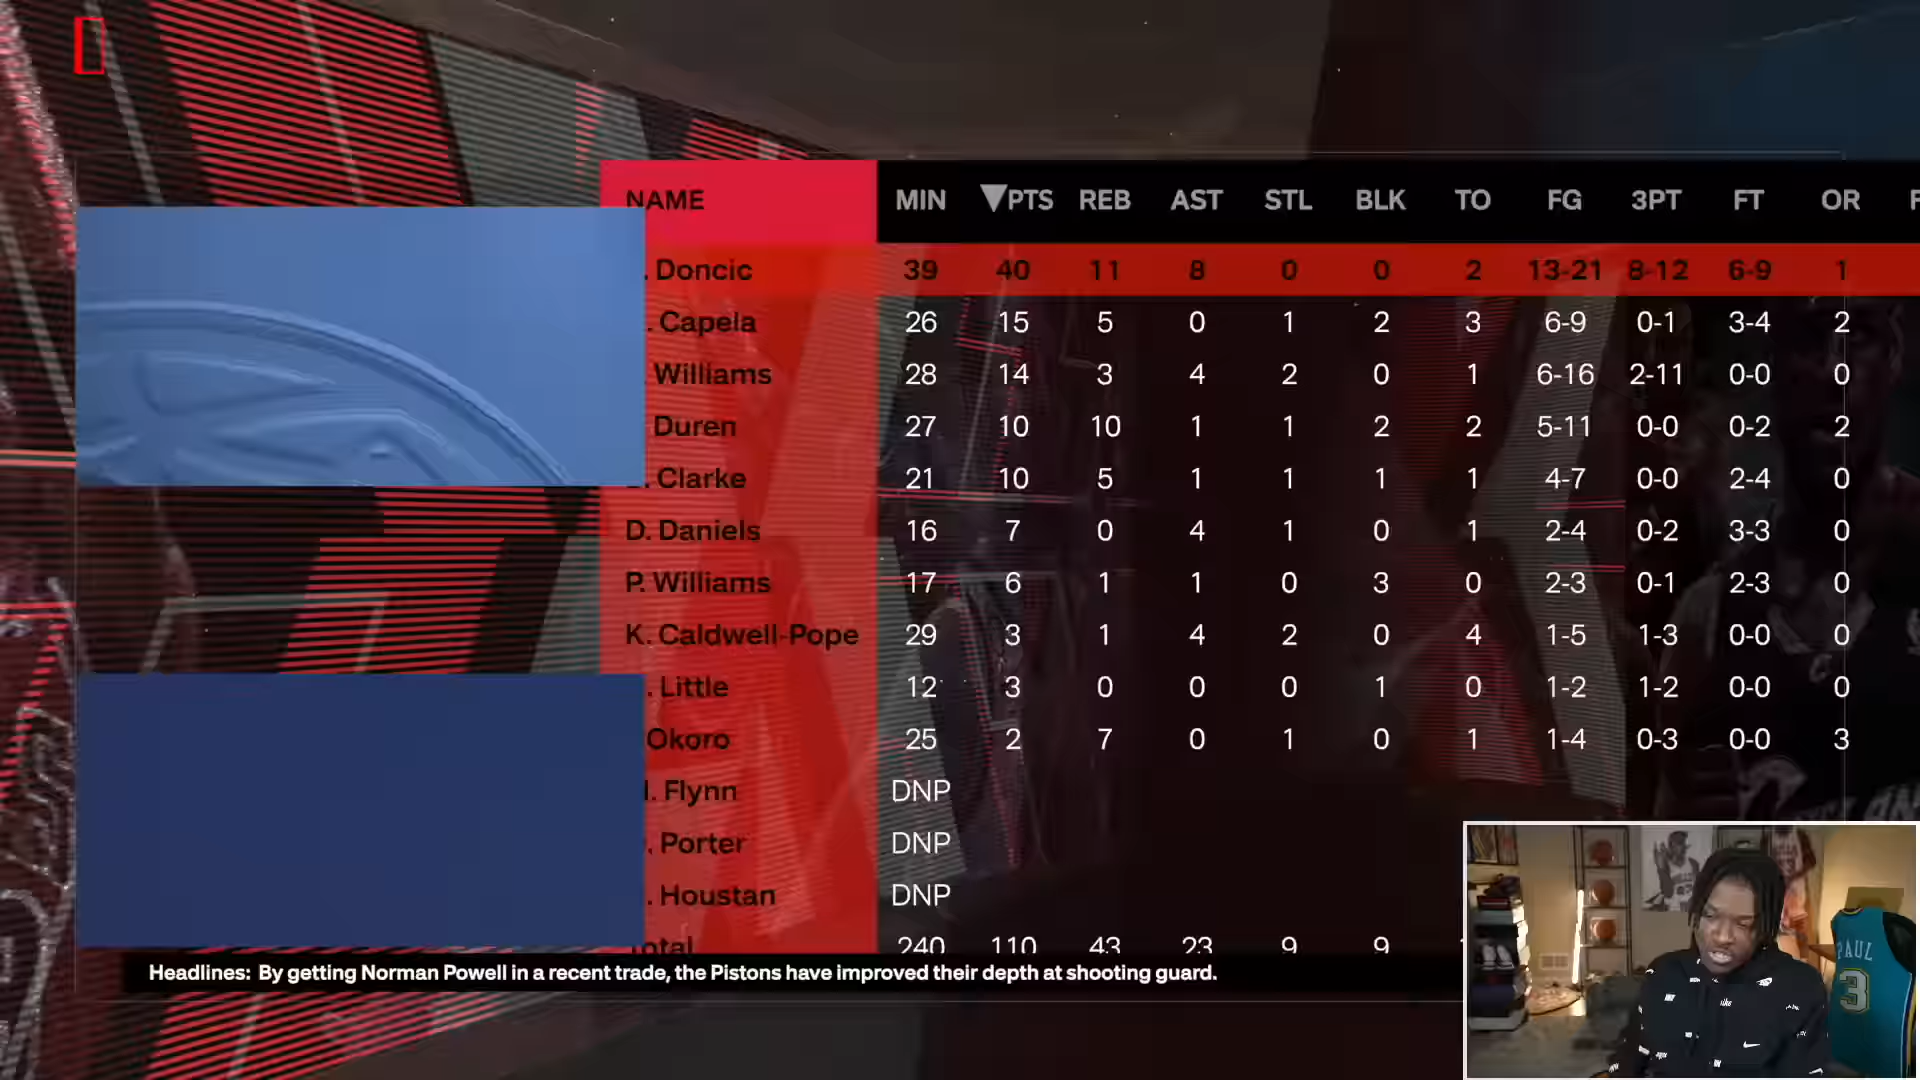 NAME MIN ▼PTS REB AST STL BLK TO FG 3PT FT OR
. Doncic 39 40 11 8 0 0 2 13-21 8-12 6-9 1
. Capela 26 15 5 0 1 2 3 6-9 0-1 3-4 2
Williams 28 14 3 4 2 0 1 6-16 2-11 0-0 0
Duren 27 10 10 1 1 2 2 5-11 0-0 0-2 2
. Clarke 21 10 5 1 1 1 1 4-7 0-0 2-4 0
D. Daniels 16 7 0 4 1 0 1 2-4 0-2 3-3 0
P. Williams 17 6 1 1 0 3 0 2-3 0-1 2-3 0
K. Caldwell-Pope 29 3 1 4 2 0 4 1-5 1-3 0-0 0
. Little 12 3 0 0 0 1 0 1-2 1-2 0-0 0
Okoro 25 2 7 0 1 0 1 1-4 0-3 0-0 3
. Flynn DNP
. Porter DNP
. Houstan DNP
Total 240 110 43 23 9 9
Headlines: By getting Norman Powell in a recent trade, the Pistons have improved their depth at shooting guard.
PAUL
3